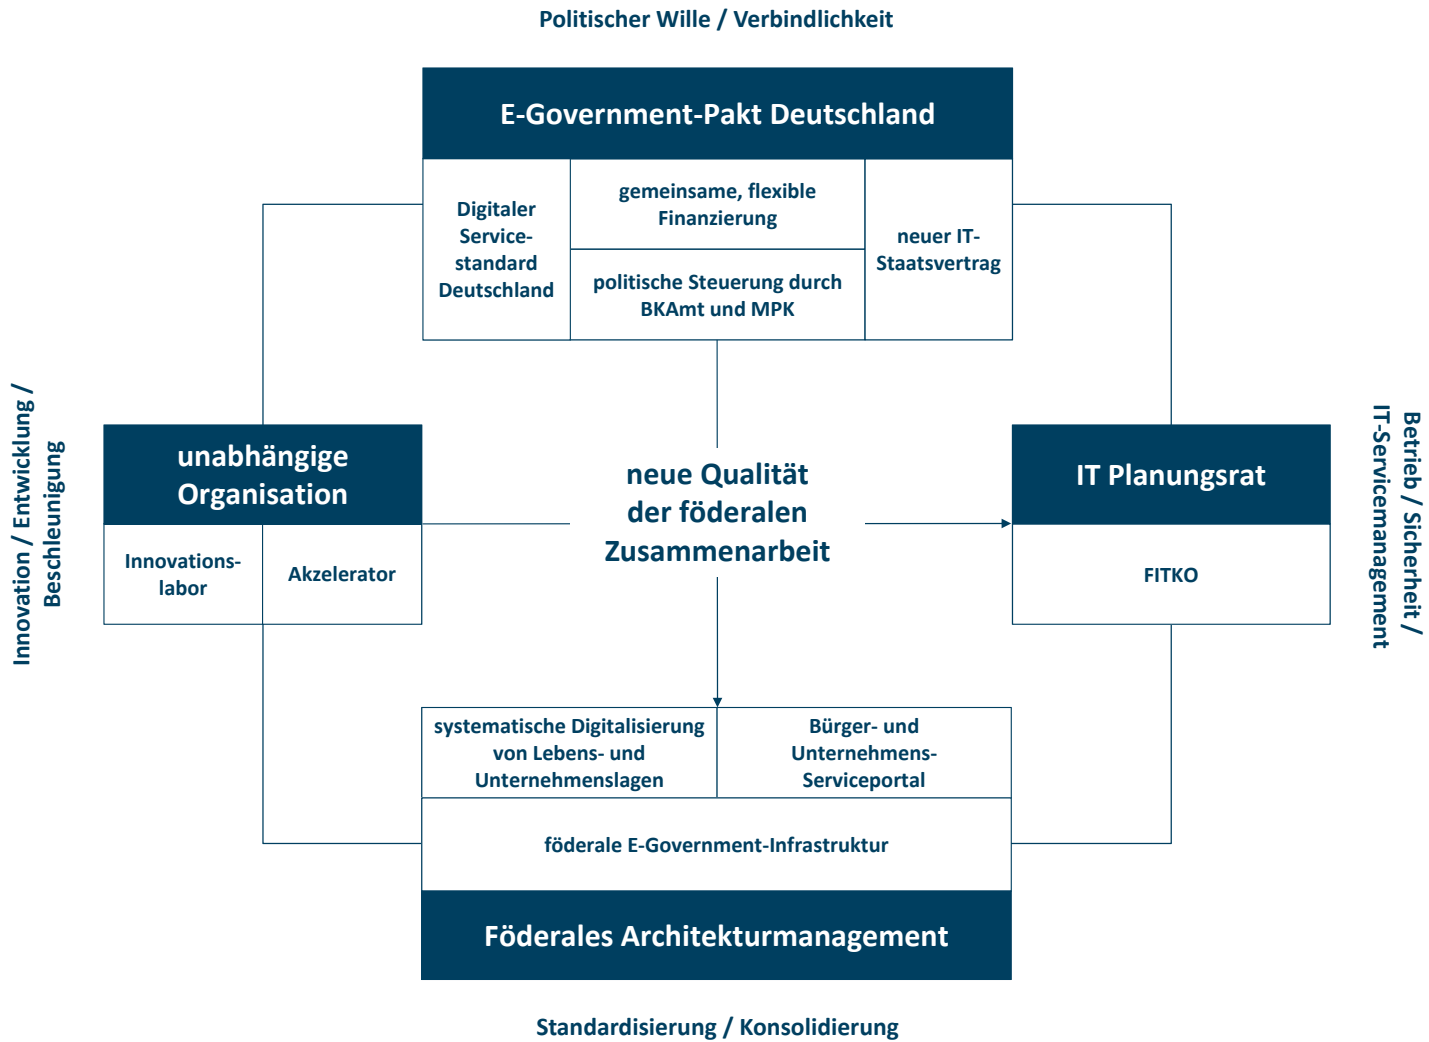 Politischer Wille / Verbindlichkeit
E-Government-Pakt Deutschland
Digitaler
Service-
standard
Deutschland
gemeinsame, flexible
Finanzierung
politische Steuerung durch
BKAmt und MPK
neuer IT-
Staatsvertrag
Innovation / Entwicklung /
Beschleunigung
unabhängige
Organisation
Innovations-
labor
Akzelerator
neue Qualität
der föderalen
Zusammenarbeit
IT Planungsrat
FITKO
Betrieb / Sicherheit /
IT-Servicemanagement
systematische Digitalisierung
von Lebens- und
Unternehmenslagen
Bürger- und
Unternehmens-
Serviceportal
föderale E-Government-Infrastruktur
Föderales Architekturmanagement
Standardisierung / Konsolidierung